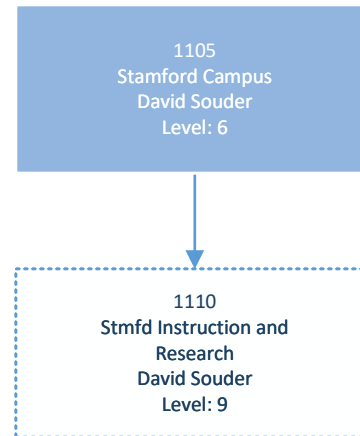 1105
Stamford Campus
David Souder
Level: 6
1110
Stmfd Instruction and
Research
David Souder
Level: 9